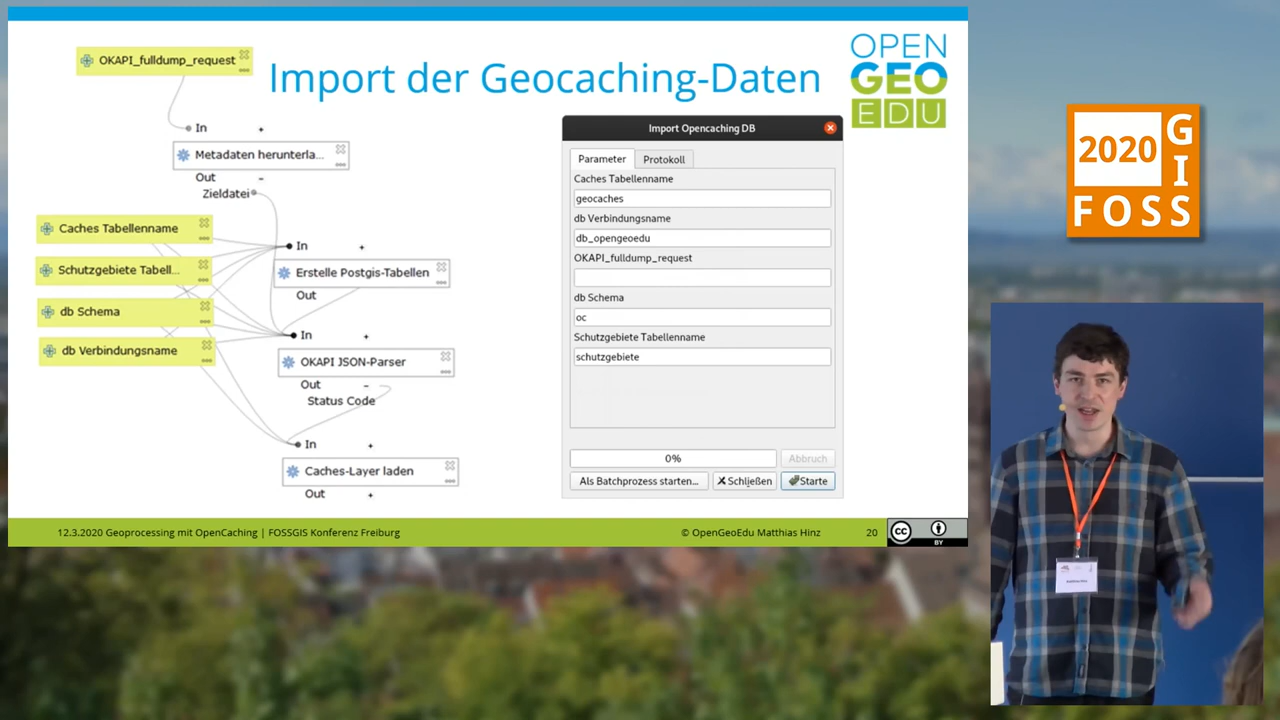 OKAPI_fulldump_request
Import der Geocaching-Daten
OPEN
GEO
EDU
In
Metadaten herunterla...
Out
Zieldatei
Caches Tabellenname
Schutzgebiete Tabell...
db Schema
db Verbindungsname
In
Erstelle Postgis-Tabellen
Out
In
OKAPI JSON-Parser
Out
Status Code
In
Caches-Layer laden
Out
Import Opencaching DB
Parameter
Protokoll
Caches Tabellenname
geocaches
db Verbindungsname
db_opengeoedu
OKAPI_fulldump_request
db Schema
oc
Schutzgebiete Tabellenname
schutzgebiete
0%
Abbruch
Als Batchprozess starten...
Schließen
Starte
12.3.2020 Geoprocessing mit OpenCaching | FOSSGIS Konferenz Freiburg
© OpenGeoEdu Matthias Hinz
20
cc
BY
2020
GI
FOSS